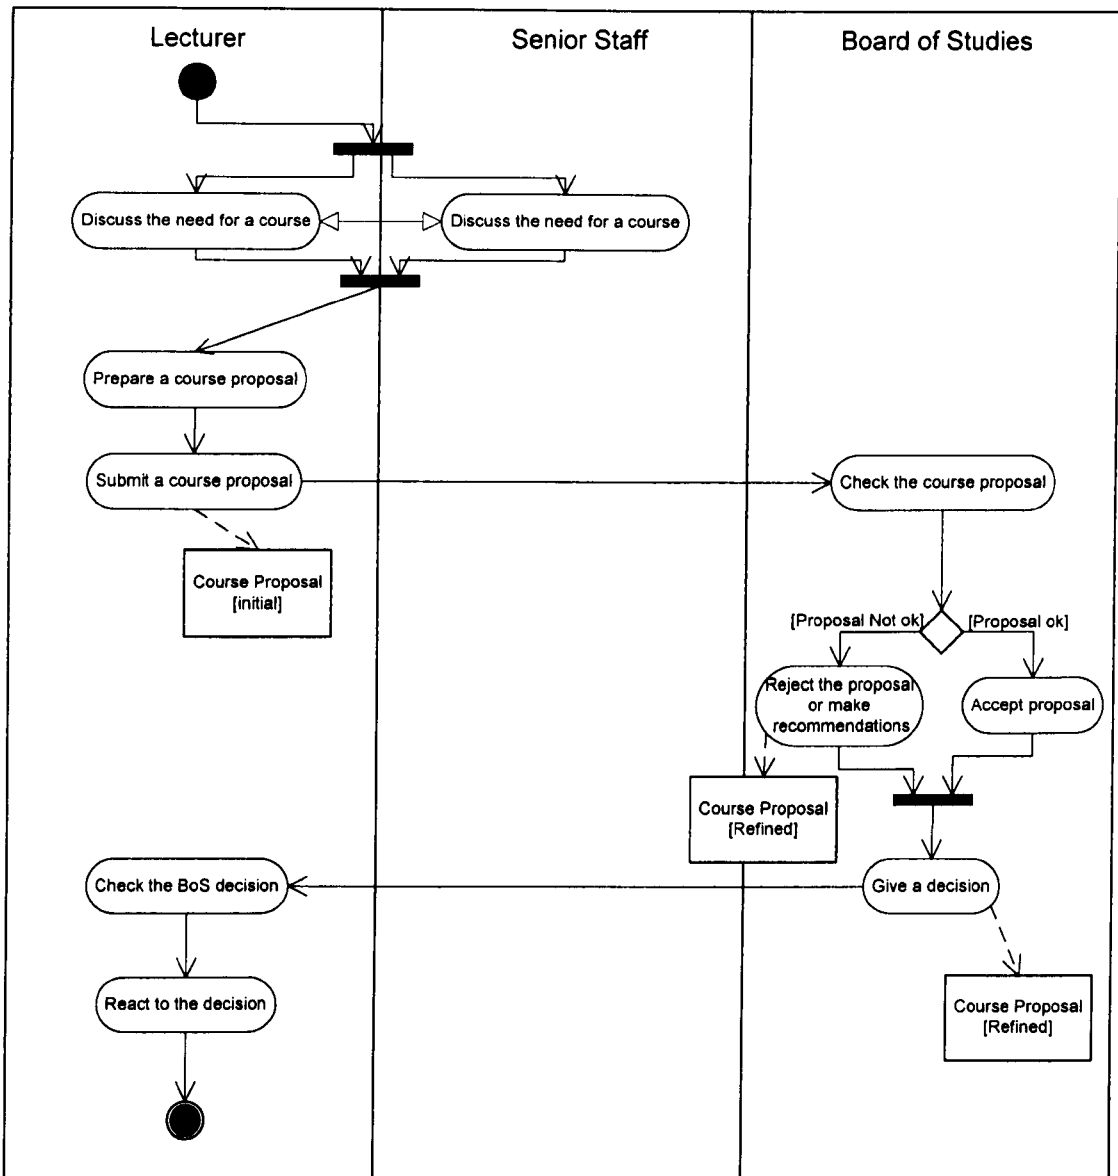 Lecturer
Senior Staff
Board of Studies
Discuss the need for a course
Discuss the need for a course
Prepare a course proposal
Submit a course proposal
Check the course proposal
Course Proposal
[initial]
[Proposal Not ok]
[Proposal ok]
Reject the proposal
or make
recommendations
Accept proposal
Course Proposal
[Refined]
Check the BoS decision
Give a decision
React to the decision
Course Proposal
[Refined]